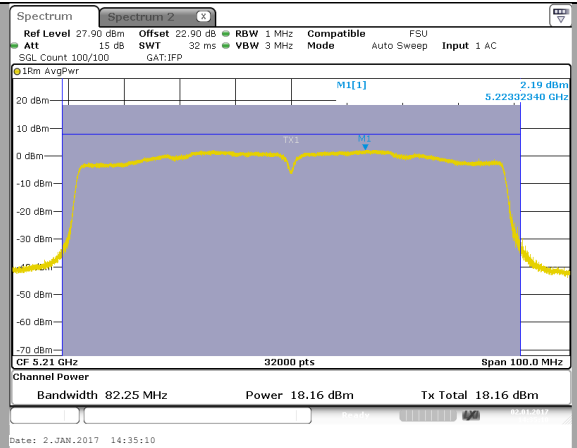 Spectrum Spectrum 2
Ref Level 27.90 dBm Offset 22.90 dB RBW 1 MHz Compatible FSU
Att 15 dB SWT 32 ms VBW 3 MHz Mode Auto Sweep Input 1 AC
SGL Count 100/100 GAT:IFP
1Rm AvgPwr
M1[1] 2.19 dBm
5.22332340 GHz
20 dBm
10 dBm
TX1 M1
0 dBm
-10 dBm
-20 dBm
-30 dBm
-40 dBm
-50 dBm
-60 dBm
-70 dBm
CF 5.21 GHz 32000 pts Span 100.0 MHz
Channel Power
Bandwidth 82.25 MHz Power 18.16 dBm Tx Total 18.16 dBm
Ready 02.01.2017
Date: 2.JAN.2017 14:35:10